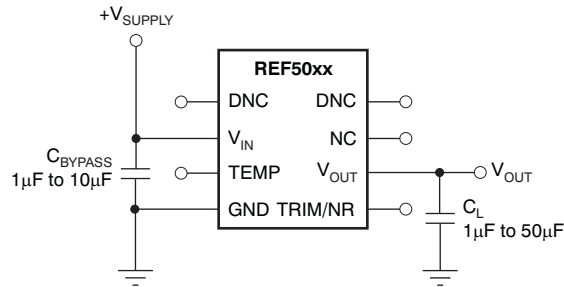 +VSUPPLY
REF50xx
DNC DNC
VIN NC
CBYPASS
1μF to 10μF
TEMP VOUT
VOUT
GND TRIM/NR
CL
1μF to 50μF